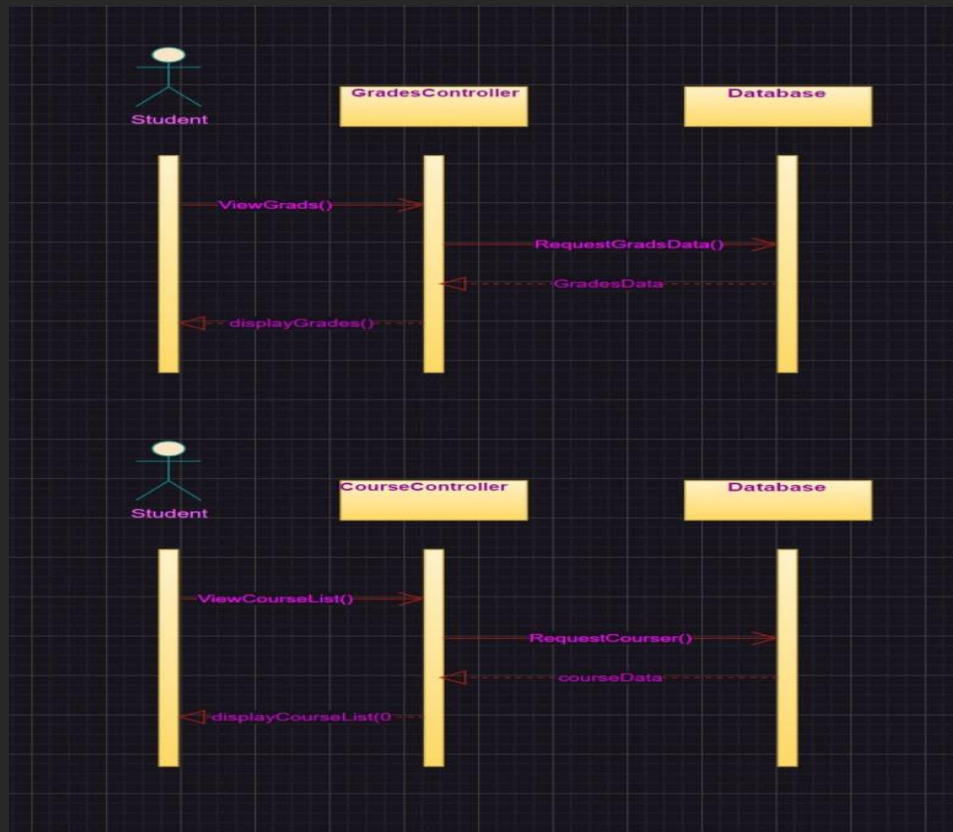 Student
GradesController
Database
ViewGrads()
RequestGradsData()
GradesData
displayGrades()
Student
CourseController
Database
ViewCourseList()
RequestCourser()
courseData
displayCourseList(0